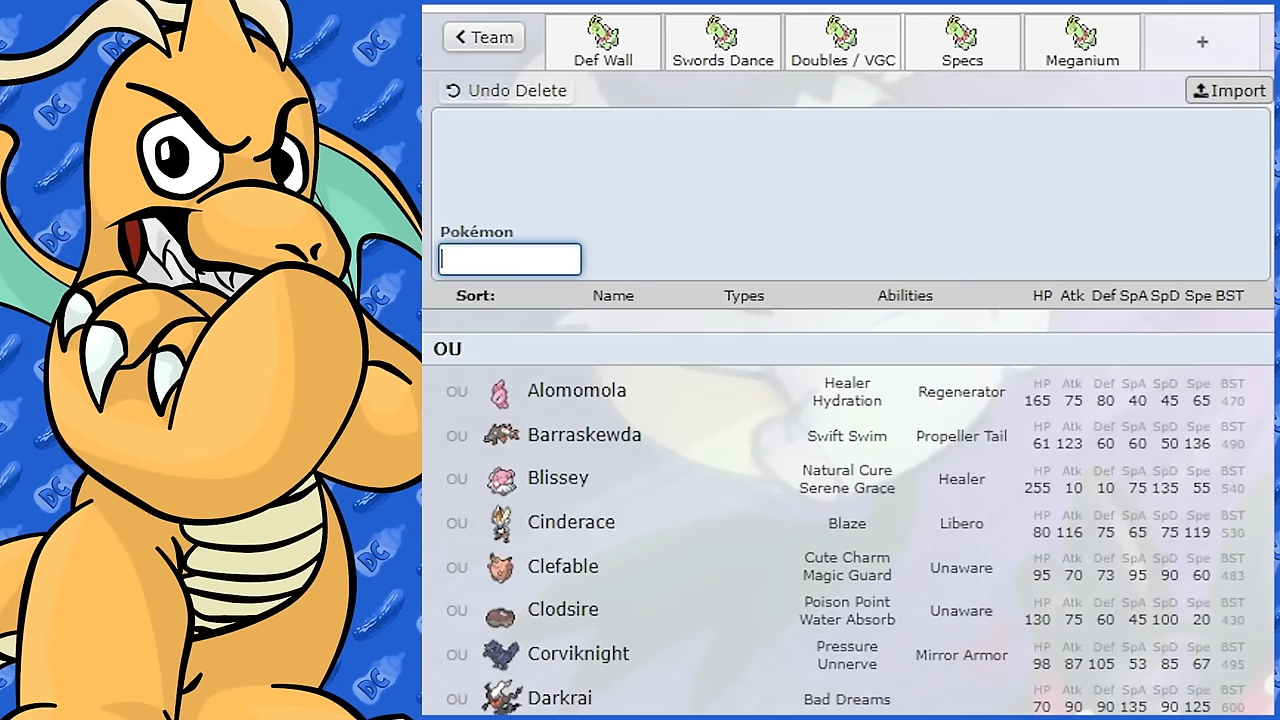 Team
Def Wall
Swords Dance
Doubles / VGC
Specs
Meganium
+
Undo Delete
Import
Pokémon
Sort: Name Types Abilities HP Atk Def SpA SpD Spe BST
OU
OU Alomomola Healer Hydration Regenerator HP 165 Atk 75 Def 80 SpA 40 SpD 45 Spe 65 BST 470
OU Barraskewda Swift Swim Propeller Tail HP 61 Atk 123 Def 60 SpA 60 SpD 50 Spe 136 BST 490
OU Blissey Natural Cure Serene Grace Healer HP 255 Atk 10 Def 10 SpA 75 SpD 135 Spe 55 BST 540
OU Cinderace Blaze Libero HP 80 Atk 116 Def 75 SpA 65 SpD 75 Spe 119 BST 530
OU Clefable Cute Charm Magic Guard Unaware HP 95 Atk 70 Def 73 SpA 95 SpD 90 Spe 60 BST 483
OU Clodsire Poison Point Water Absorb Unaware HP 130 Atk 75 Def 60 SpA 45 SpD 100 Spe 20 BST 430
OU Corviknight Pressure Unnerve Mirror Armor HP 98 Atk 87 Def 105 SpA 53 SpD 85 Spe 67 BST 495
OU Darkrai Bad Dreams HP 70 Atk 90 Def 90 SpA 135 SpD 90 Spe 125 BST 600
DC
DC
DC
DC
DC
DC
DC